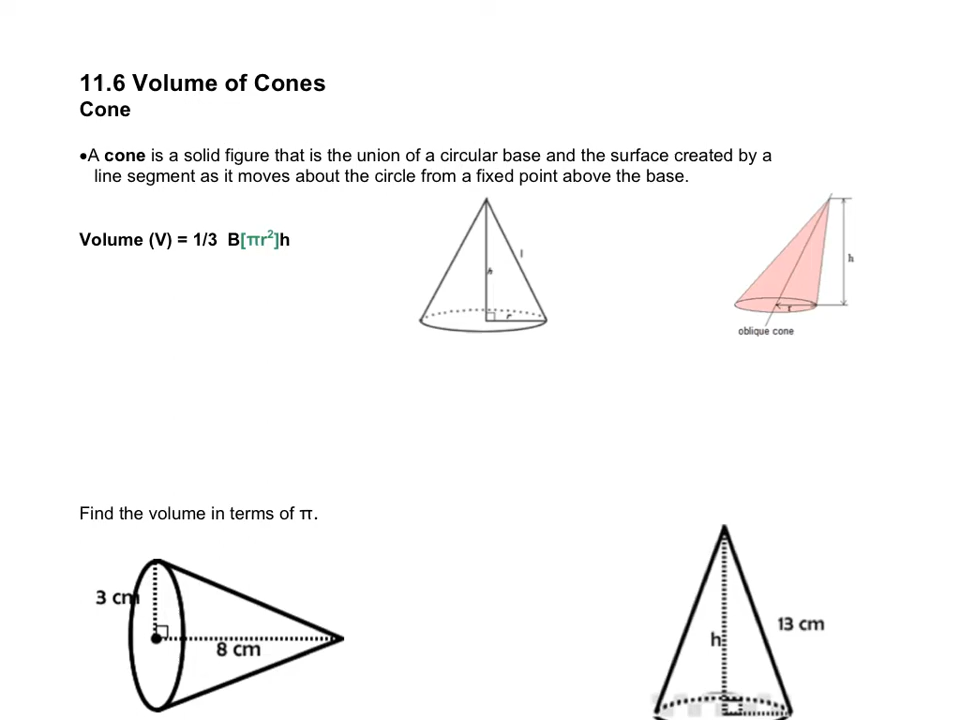 11.6 Volume of Cones
Cone
•A cone is a solid figure that is the union of a circular base and the surface created by a
line segment as it moves about the circle from a fixed point above the base.
Volume (V) = 1/3 B[πr²]h
l
h
r
h
r
oblique cone
Find the volume in terms of π.
3 cm
8 cm
h
13 cm